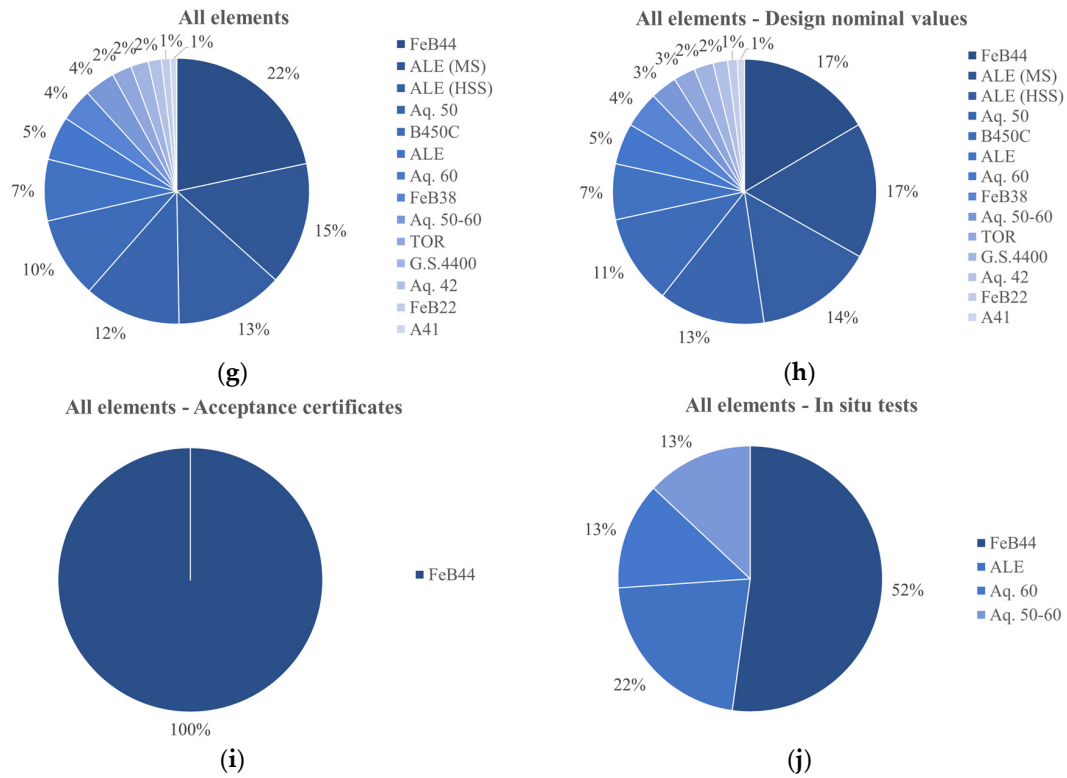 All elements
22%
15%
13%
12%
10%
7%
5%
4%
4%
2%
2%
2%
1%
1%
FeB44
ALE (MS)
ALE (HSS)
Aq. 50
B450C
ALE
Aq. 60
FeB38
Aq. 50-60
TOR
G.S.4400
Aq. 42
FeB22
A41
(g)
All elements - Design nominal values
17%
17%
14%
13%
11%
7%
5%
4%
3%
3%
2%
2%
1%
1%
FeB44
ALE (MS)
ALE (HSS)
Aq. 50
B450C
ALE
Aq. 60
FeB38
Aq. 50-60
TOR
G.S.4400
Aq. 42
FeB22
A41
(h)
All elements - Acceptance certificates
100%
FeB44
(i)
All elements - In situ tests
52%
22%
13%
13%
FeB44
ALE
Aq. 60
Aq. 50-60
(j)